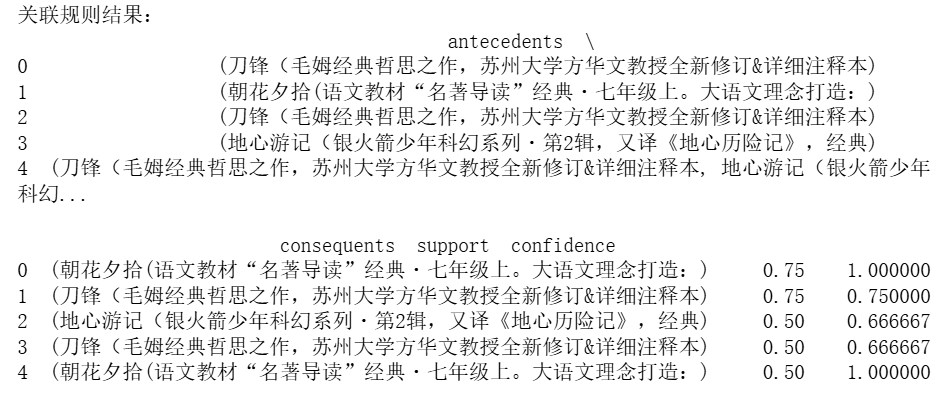 关联规则结果:
antecedents \
0 (刀锋（毛姆经典哲思之作，苏州大学方华文教授全新修订&详细注释本)
1 (朝花夕拾(语文教材“名著导读”经典·七年级上。大语文理念打造：)
2 (刀锋（毛姆经典哲思之作，苏州大学方华文教授全新修订&详细注释本)
3 (地心游记（银火箭少年科幻系列·第2辑，又译《地心历险记》，经典)
4 (刀锋（毛姆经典哲思之作，苏州大学方华文教授全新修订&详细注释本, 地心游记（银火箭少年
科幻...
consequents support confidence
0 (朝花夕拾(语文教材“名著导读”经典·七年级上。大语文理念打造：) 0.75 1.000000
1 (刀锋（毛姆经典哲思之作，苏州大学方华文教授全新修订&详细注释本) 0.75 0.750000
2 (地心游记（银火箭少年科幻系列·第2辑，又译《地心历险记》，经典) 0.50 0.666667
3 (刀锋（毛姆经典哲思之作，苏州大学方华文教授全新修订&详细注释本) 0.50 0.666667
4 (朝花夕拾(语文教材“名著导读”经典·七年级上。大语文理念打造：) 0.50 1.000000